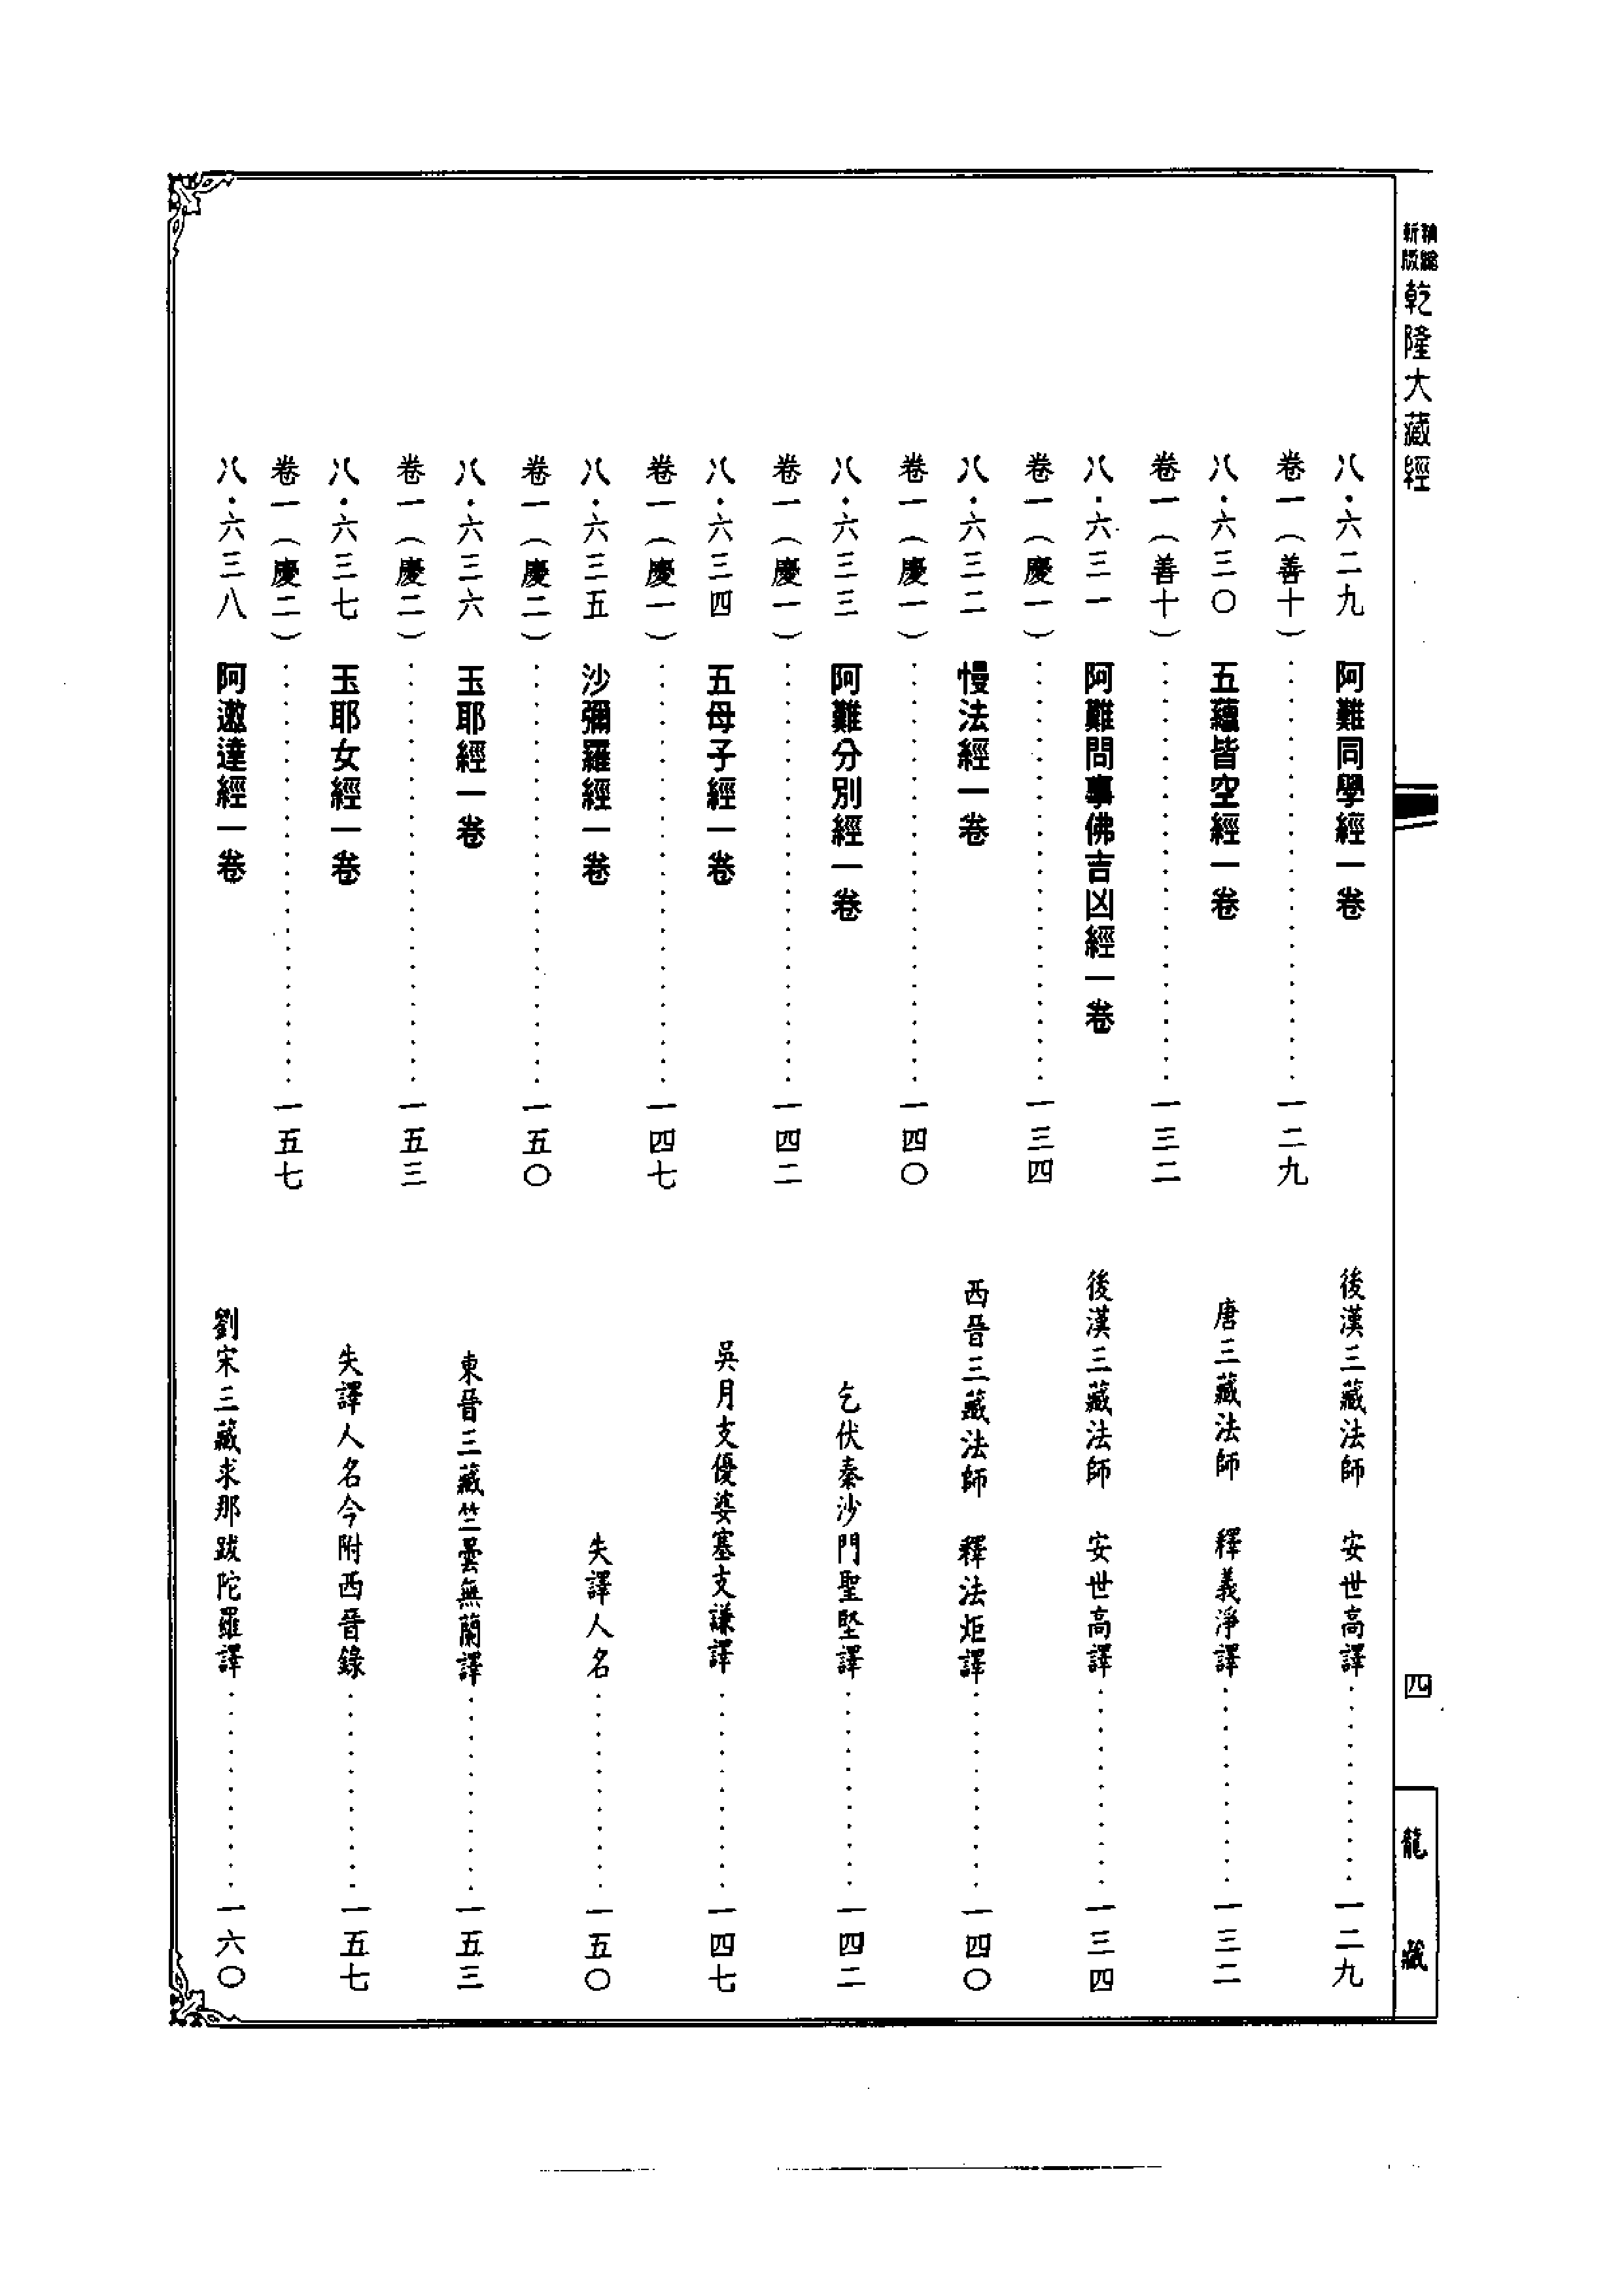 新版
乾隆大藏經
四
龍藏
八·六二九 阿難同學經一卷 後漢三藏法師 安世高譯……一二九
卷一(善十)……一二九
八·六三〇 五蘊皆空經一卷 唐三藏法師 釋義淨譯……一三二
卷一(善十)……一三二
八·六三一 阿難問事佛吉凶經一卷 後漢三藏法師 安世高譯……一三四
卷一(慶一)……一三四
八·六三二 慢法經一卷 西晉三藏法師 釋法炬譯……一四〇
卷一(慶一)……一四〇
八·六三三 阿難分別經一卷 乞伏秦沙門聖堅譯……一四二
卷一(慶一)……一四二
八·六三四 五母子經一卷 吳月支優婆塞支謙譯……一四七
卷一(慶一)……一四七
八·六三五 沙彌羅經一卷 失譯人名……一五〇
卷一(慶二)……一五〇
八·六三六 玉耶經一卷 東晉三藏竺曇無蘭譯……一五三
卷一(慶二)……一五三
八·六三七 玉耶女經一卷 失譯人名今附西晉錄……一五七
卷一(慶二)……一五七
八·六三八 阿遬達經一卷 劉宋三藏求那跋陀羅譯……一六〇